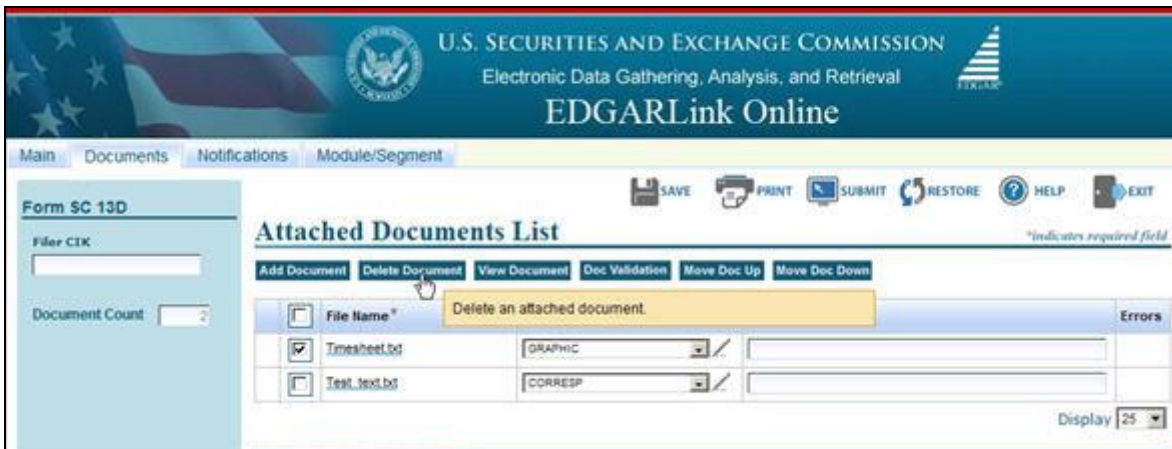 U.S. SECURITIES AND EXCHANGE COMMISSION
Electronic Data Gathering, Analysis, and Retrieval
EDGAR
EDGARLink Online
Main Documents Notifications Module/Segment
SAVE PRINT SUBMIT RESTORE HELP EXIT
Form SC 13D
Attached Documents List
*indicates required field
Filer CIK
Add Document Delete Document View Document Doc Validation Move Doc Up Move Doc Down
Delete an attached document.
Document Count 2
File Name* Errors
Timesheet.txt GRAPHIC
Test_text.txt CORRESP
Display 25